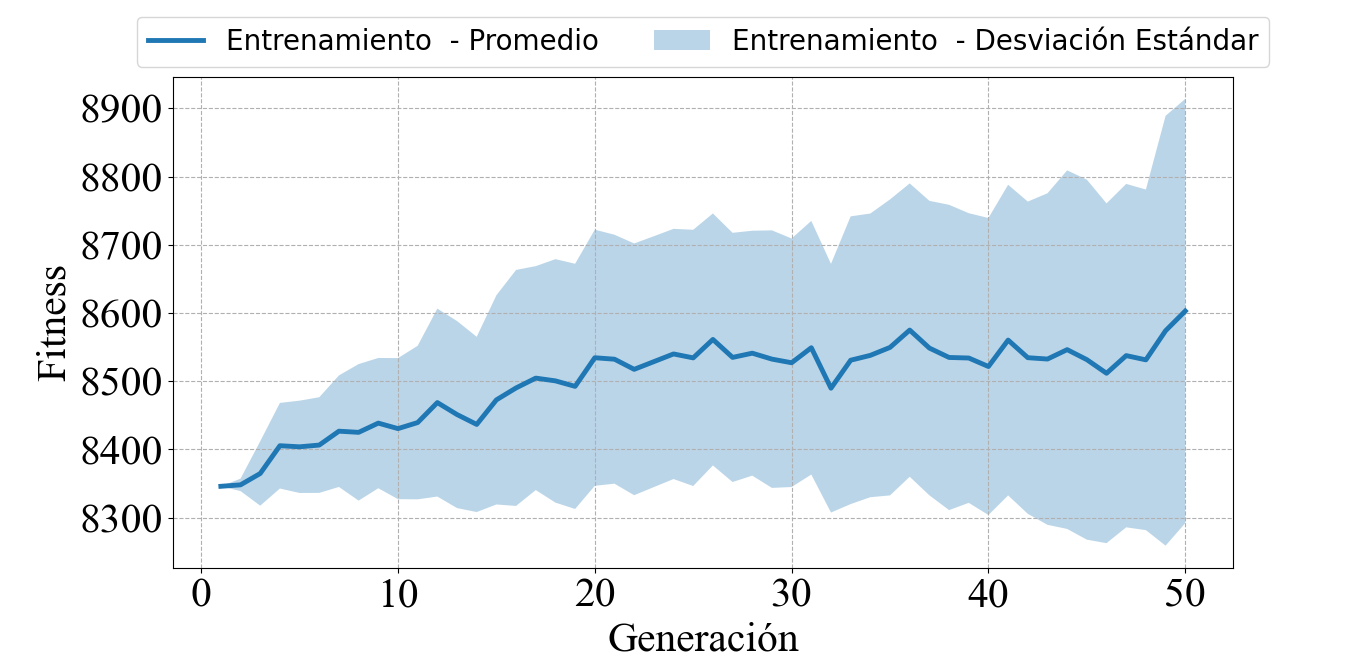 Entrenamiento - Promedio Entrenamiento - Desviación Estándar
8900
8800
8700
8600
8500
8400
8300
Fitness
0 10 20 30 40 50
Generación